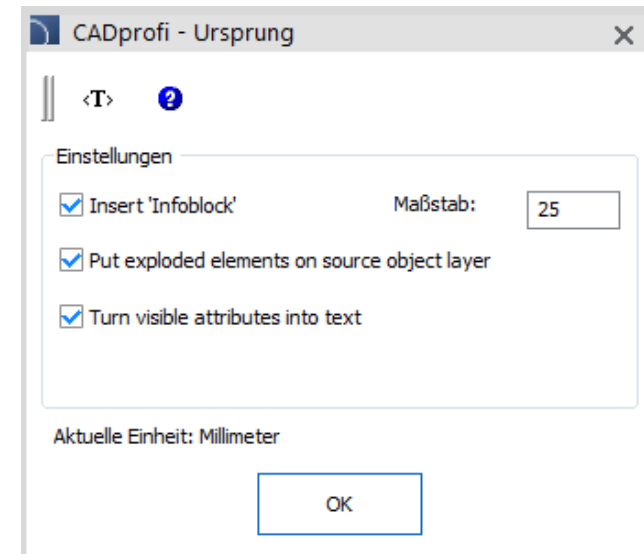 CADprofi - Ursprung
<T>
Einstellungen
Insert 'Infoblock' Maßstab: 25
Put exploded elements on source object layer
Turn visible attributes into text
Aktuelle Einheit: Millimeter
OK